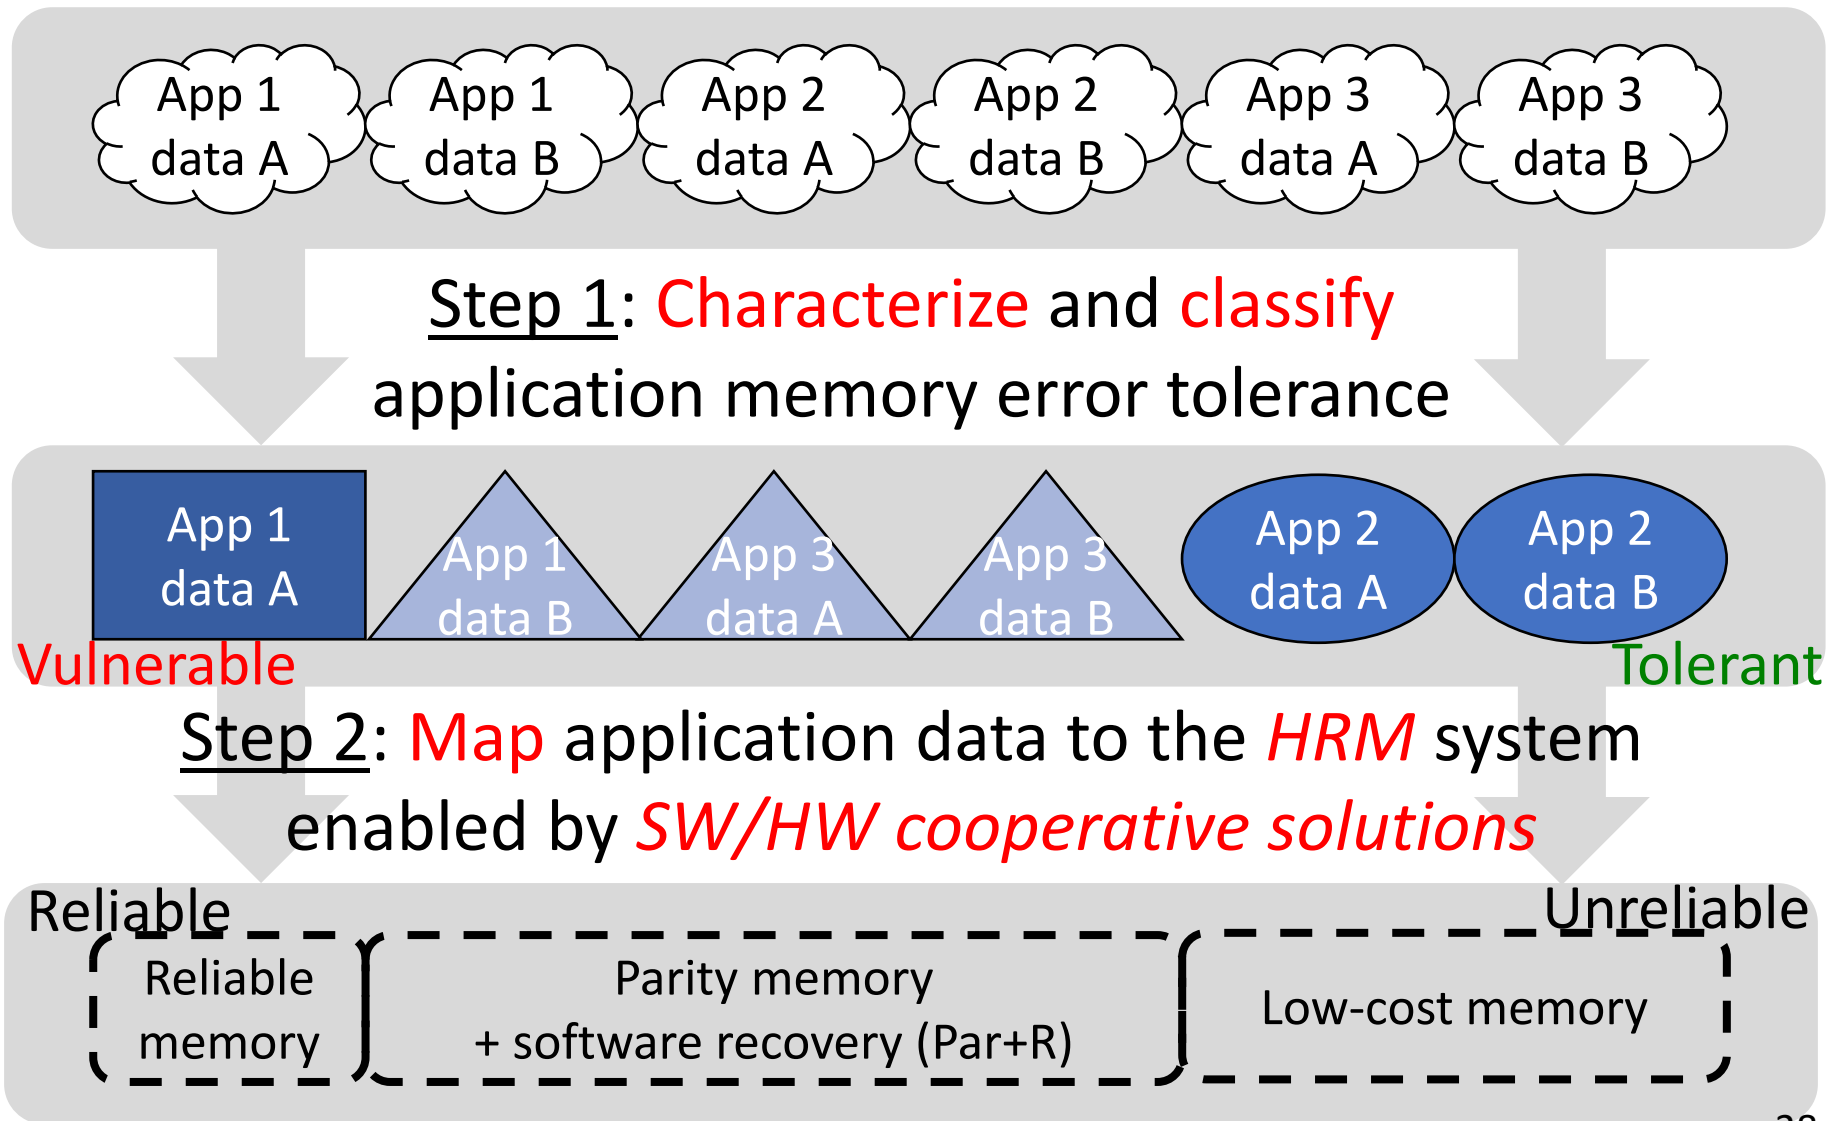 App 1
data A
App 1
data B
App 2
data A
App 2
data B
App 3
data A
App 3
data B
Step 1: Characterize and classify
application memory error tolerance
App 1
data A
App 1
data B
App 3
data A
App 3
data B
App 2
data A
App 2
data B
Vulnerable
Tolerant
Step 2: Map application data to the HRM system
enabled by SW/HW cooperative solutions
Reliable
Unreliable
Reliable
memory
Parity memory
+ software recovery (Par+R)
Low-cost memory